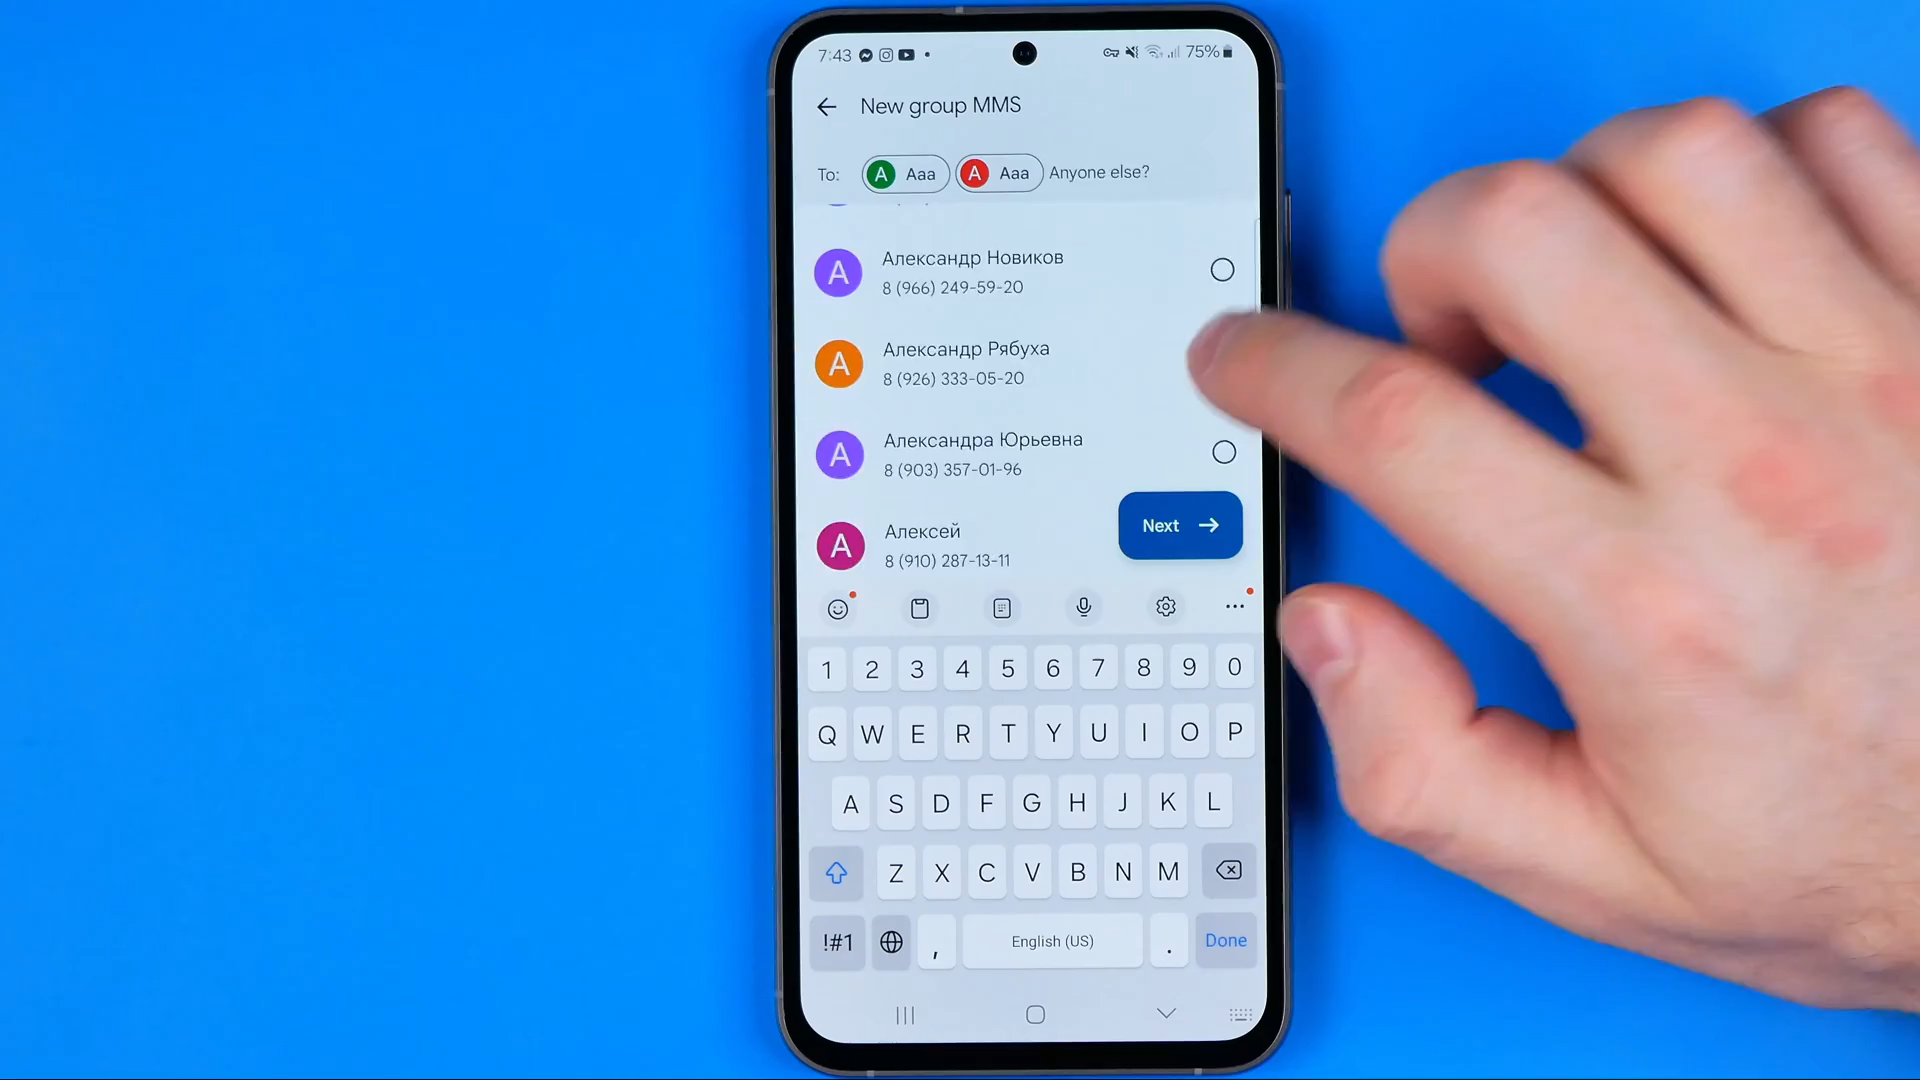 7:43 75%
New group MMS
To: A Aaa A Aaa Anyone else?
A Александр Новиков
8 (966) 249-59-20
A Александр Рябуха
8 (926) 333-05-20
A Александра Юрьевна
8 (903) 357-01-96
A Алексей
8 (910) 287-13-11
Next
1 2 3 4 5 6 7 8 9 0
Q W E R T Y U I O P
A S D F G H J K L
Z X C V B N M
!#1 , English (US) . Done